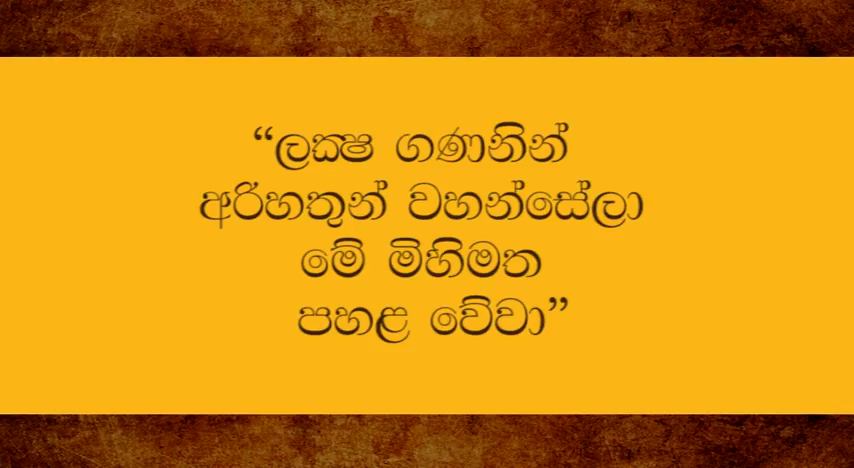 “ලක්‍ෂ ගණනින්
අරිහතුන් වහන්සේලා
මේ මිහිමත
පහළ වේවා”